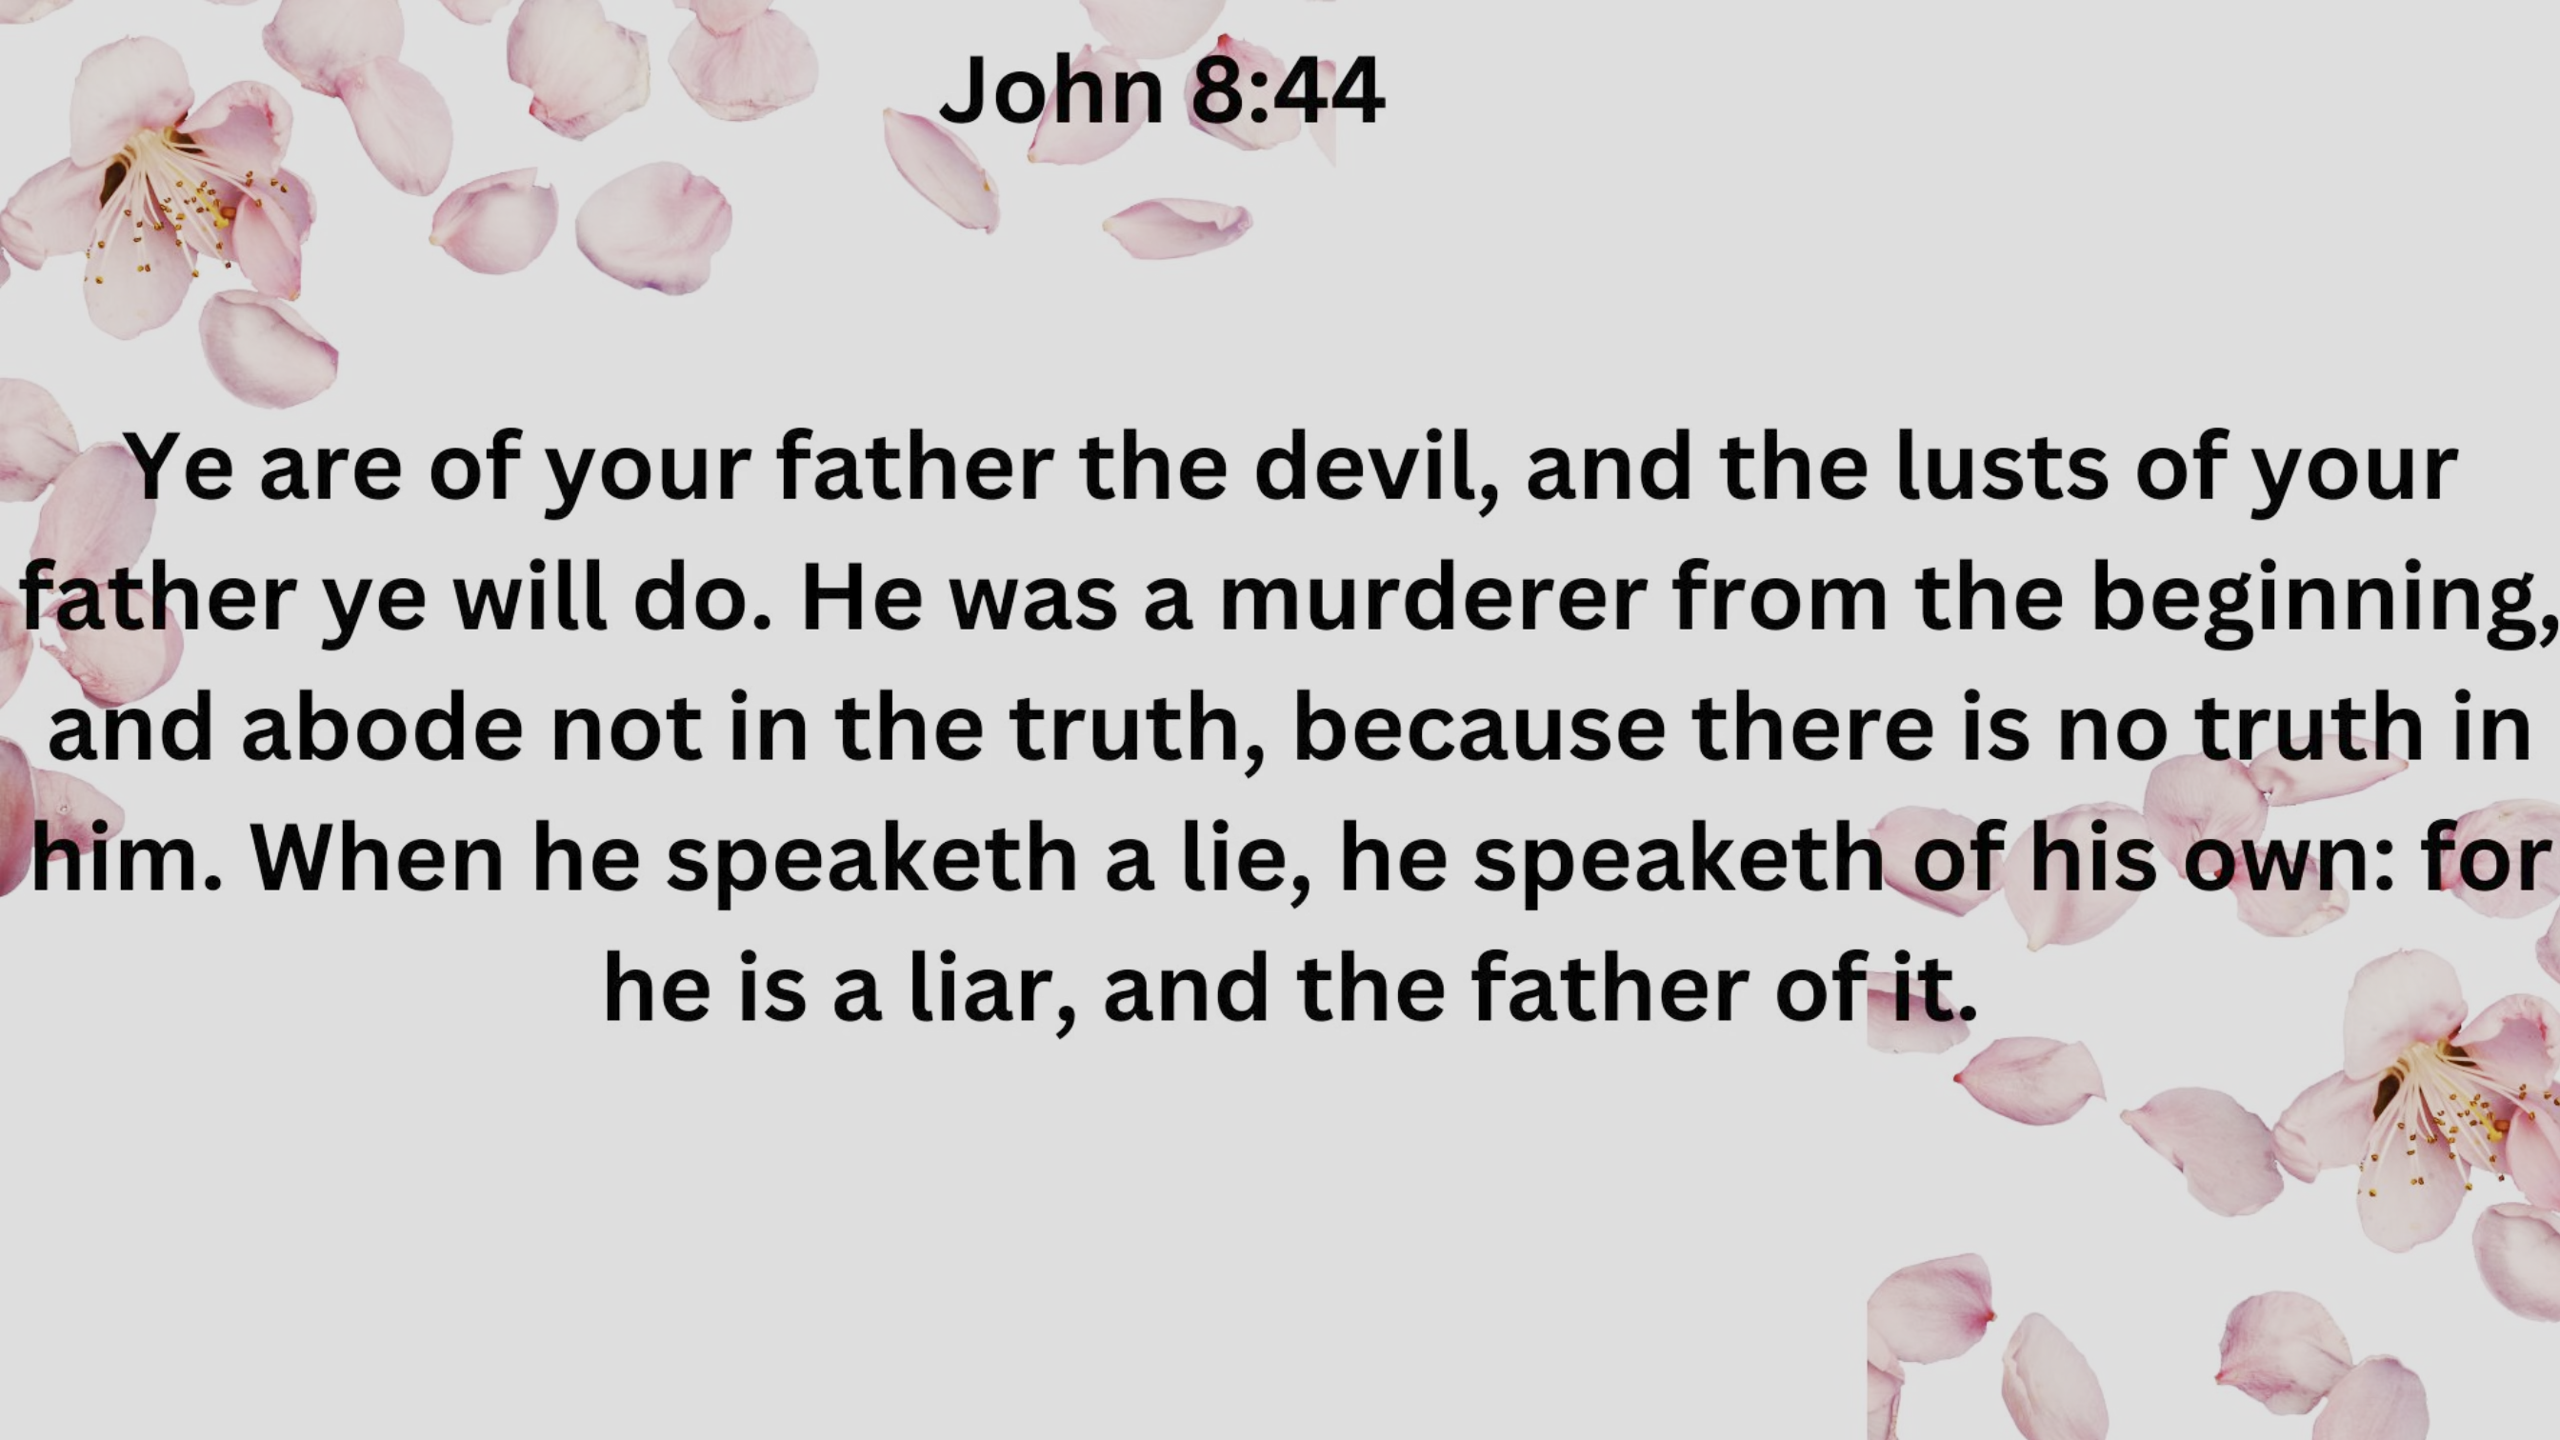 John 8:44
Ye are of your father the devil, and the lusts of your
father ye will do. He was a murderer from the beginning,
and abode not in the truth, because there is no truth in
him. When he speaketh a lie, he speaketh of his own: for
he is a liar, and the father of it.